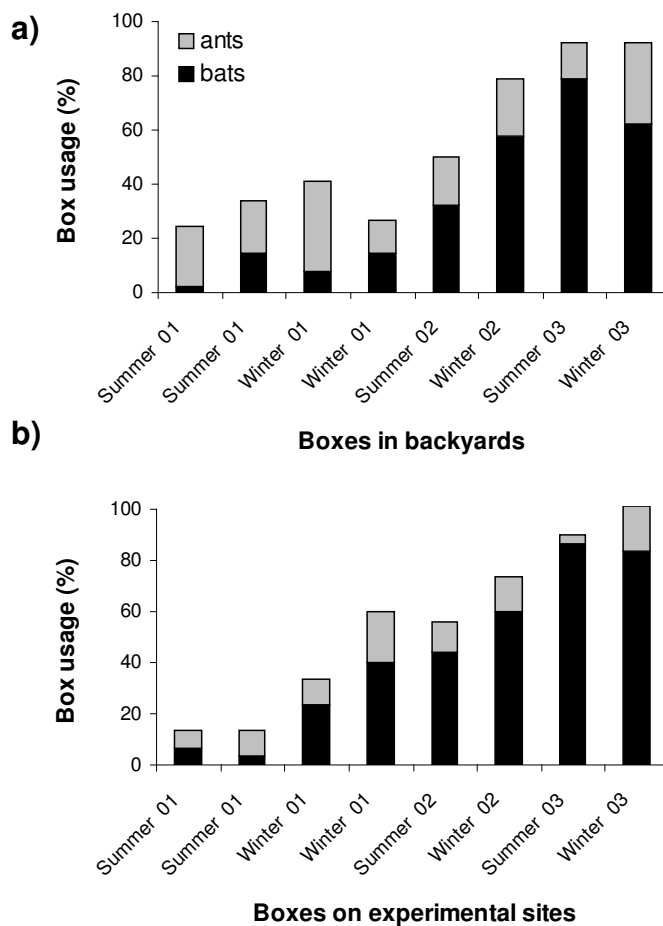 a)
ants
bats
Box usage (%)
100
80
60
40
20
0
Summer 01
Summer 01
Winter 01
Winter 01
Summer 02
Winter 02
Summer 03
Winter 03
Boxes in backyards
b)
Box usage (%)
100
80
60
40
20
0
Summer 01
Summer 01
Winter 01
Winter 01
Summer 02
Winter 02
Summer 03
Winter 03
Boxes on experimental sites